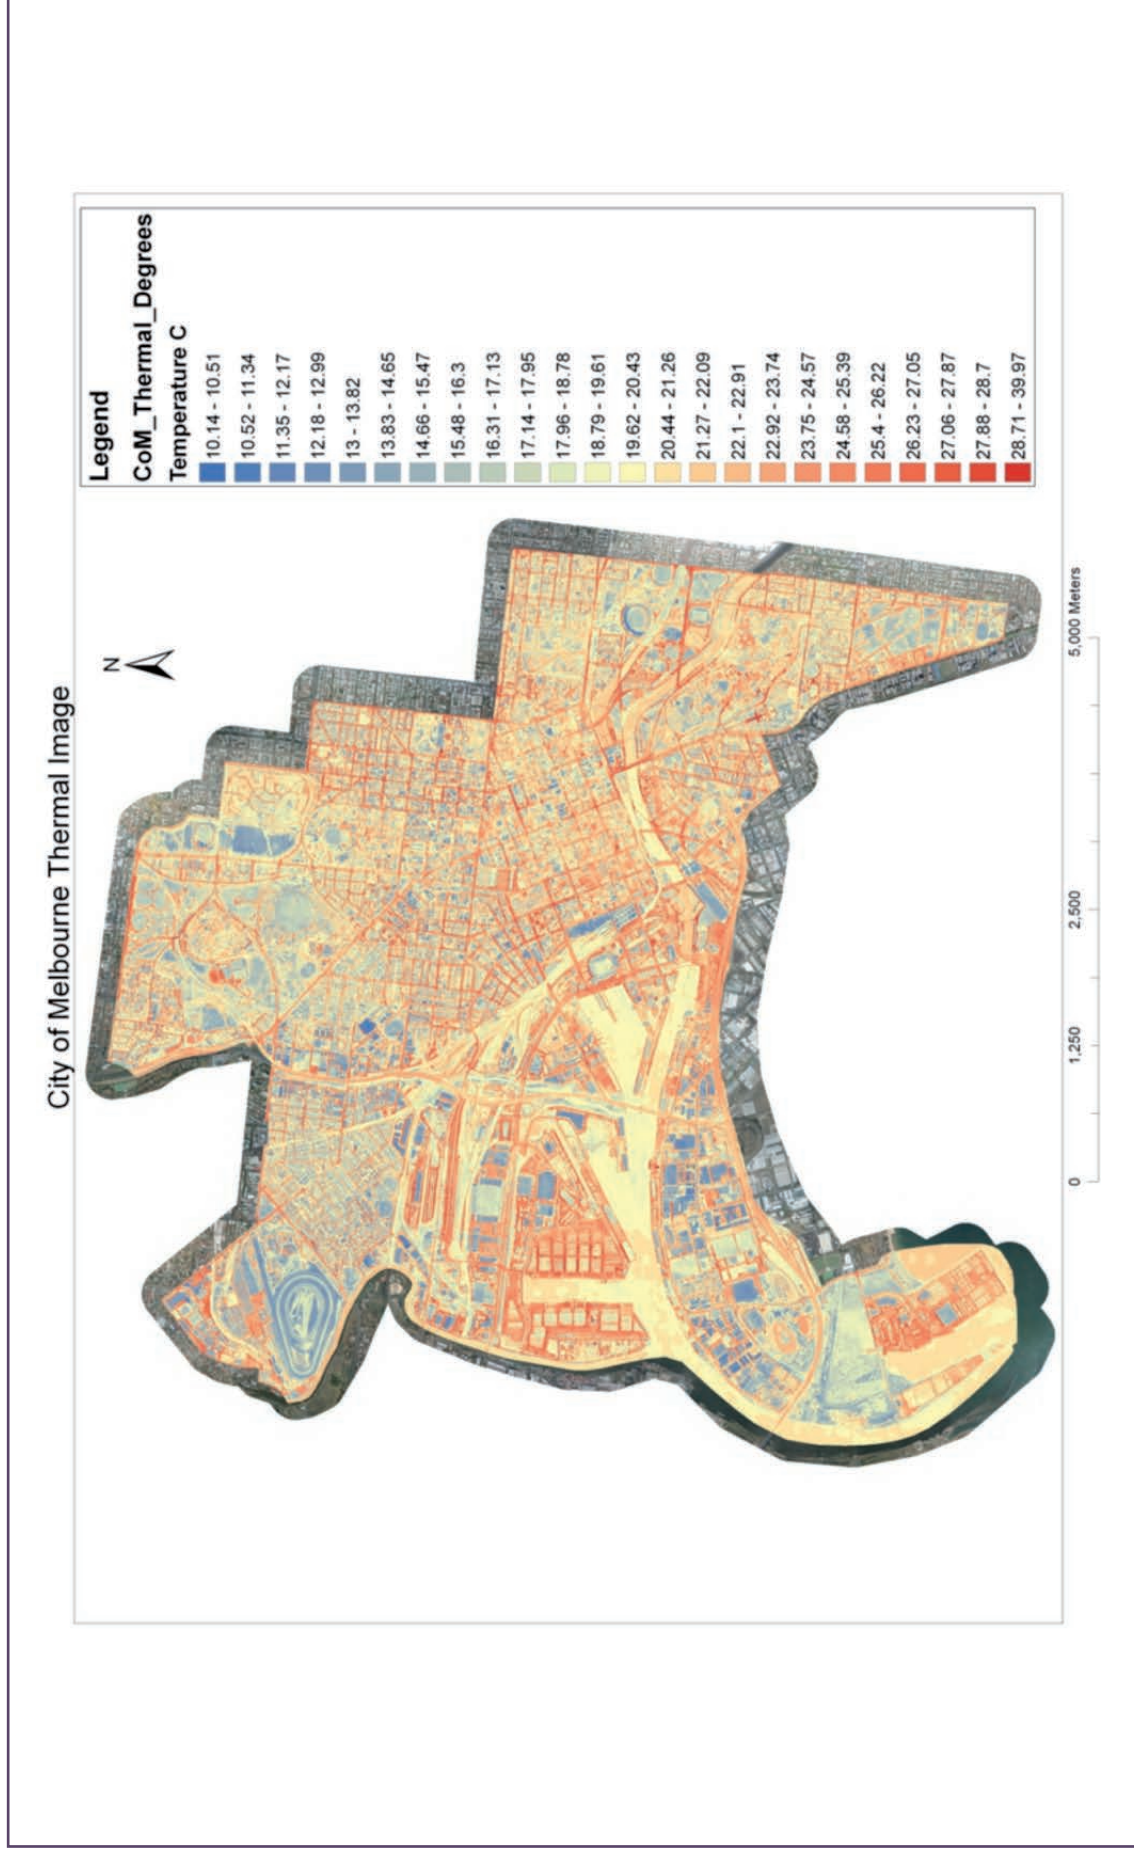 City of Melbourne Thermal Image
N
Legend
CoM_Thermal_Degrees
Temperature C
10.14 - 10.51
10.52 - 11.34
11.35 - 12.17
12.18 - 12.99
13 - 13.82
13.83 - 14.65
14.66 - 15.47
15.48 - 16.3
16.31 - 17.13
17.14 - 17.95
17.96 - 18.78
18.79 - 19.61
19.62 - 20.43
20.44 - 21.26
21.27 - 22.09
22.1 - 22.91
22.92 - 23.74
23.75 - 24.57
24.58 - 25.39
25.4 - 26.22
26.23 - 27.05
27.06 - 27.87
27.88 - 28.7
28.71 - 39.97
0 1,250 2,500 5,000 Meters